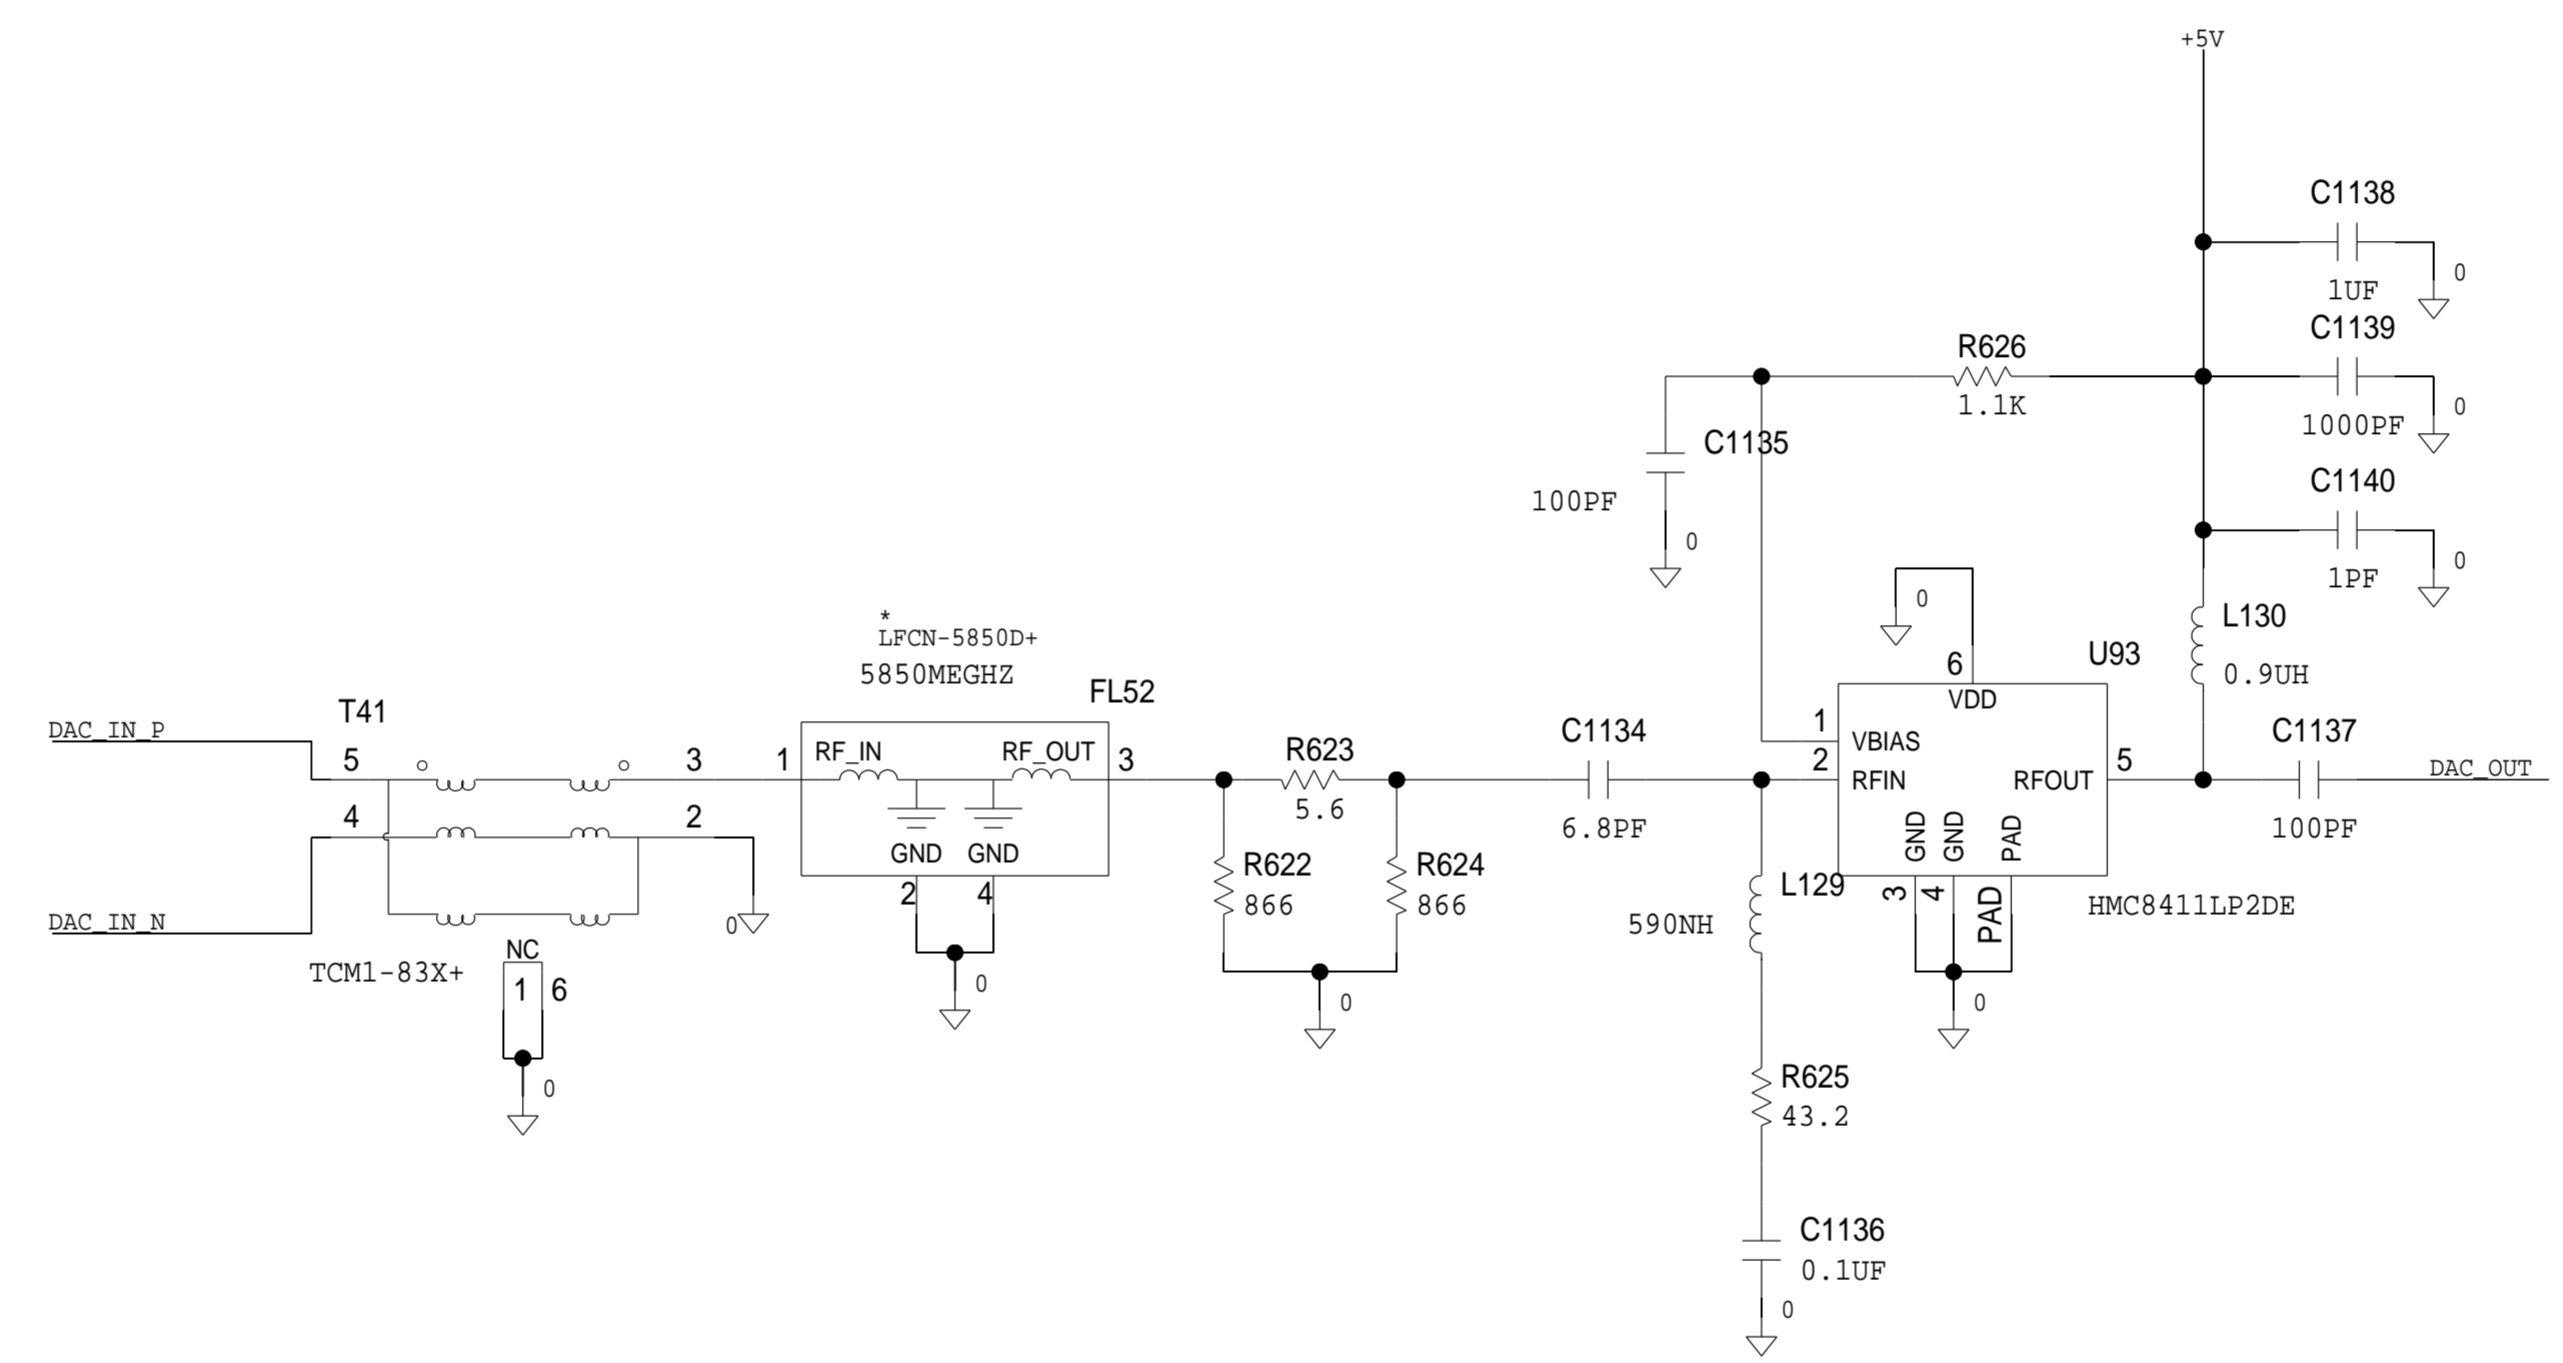 +5V
C1138
0
1UF
C1139
R626
1.1K
0
1000PF
C1135
100PF
0
C1140
0
1PF
*
LFCN-5850D+
5850MEGHZ
FL52
0
6
VDD
U93
L130
0.9UH
DAC_IN_P
T41
5
3
4
2
0
DAC_IN_N
TCM1-83X+
NC
1
6
0
1
RF_IN
RF_OUT
3
GND
GND
2
4
0
R623
5.6
R622
866
R624
866
0
C1134
6.8PF
1
VBIAS
2
RFIN
RFOUT
5
GND
GND
PAD
3
4
PAD
0
HMC8411LP2DE
C1137
100PF
DAC_OUT
L129
590NH
R625
43.2
C1136
0.1UF
0